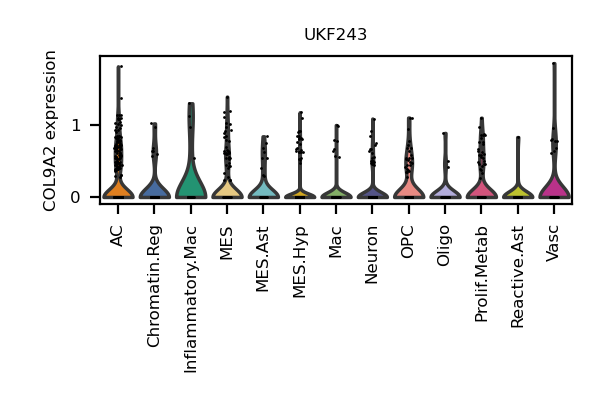 UKF243
COL9A2 expression
1
0
AC
Chromatin.Reg
Inflammatory.Mac
MES
MES.Ast
MES.Hyp
Mac
Neuron
OPC
Oligo
Prolif.Metab
Reactive.Ast
Vasc